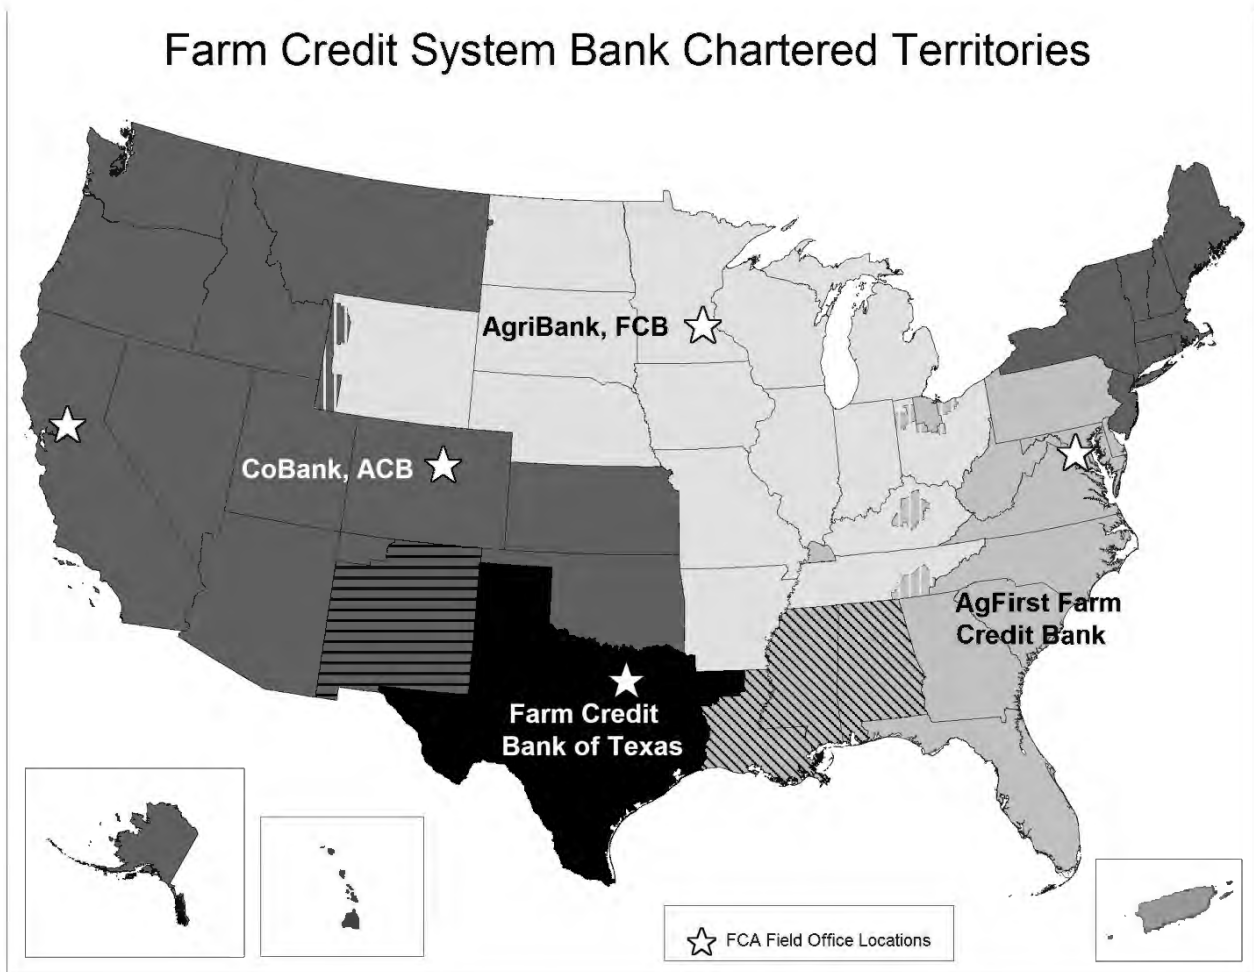 Farm Credit System Bank Chartered Territories
AgriBank, FCB
CoBank, ACB
AgFirst Farm
Credit Bank
Farm Credit
Bank of Texas
FCA Field Office Locations